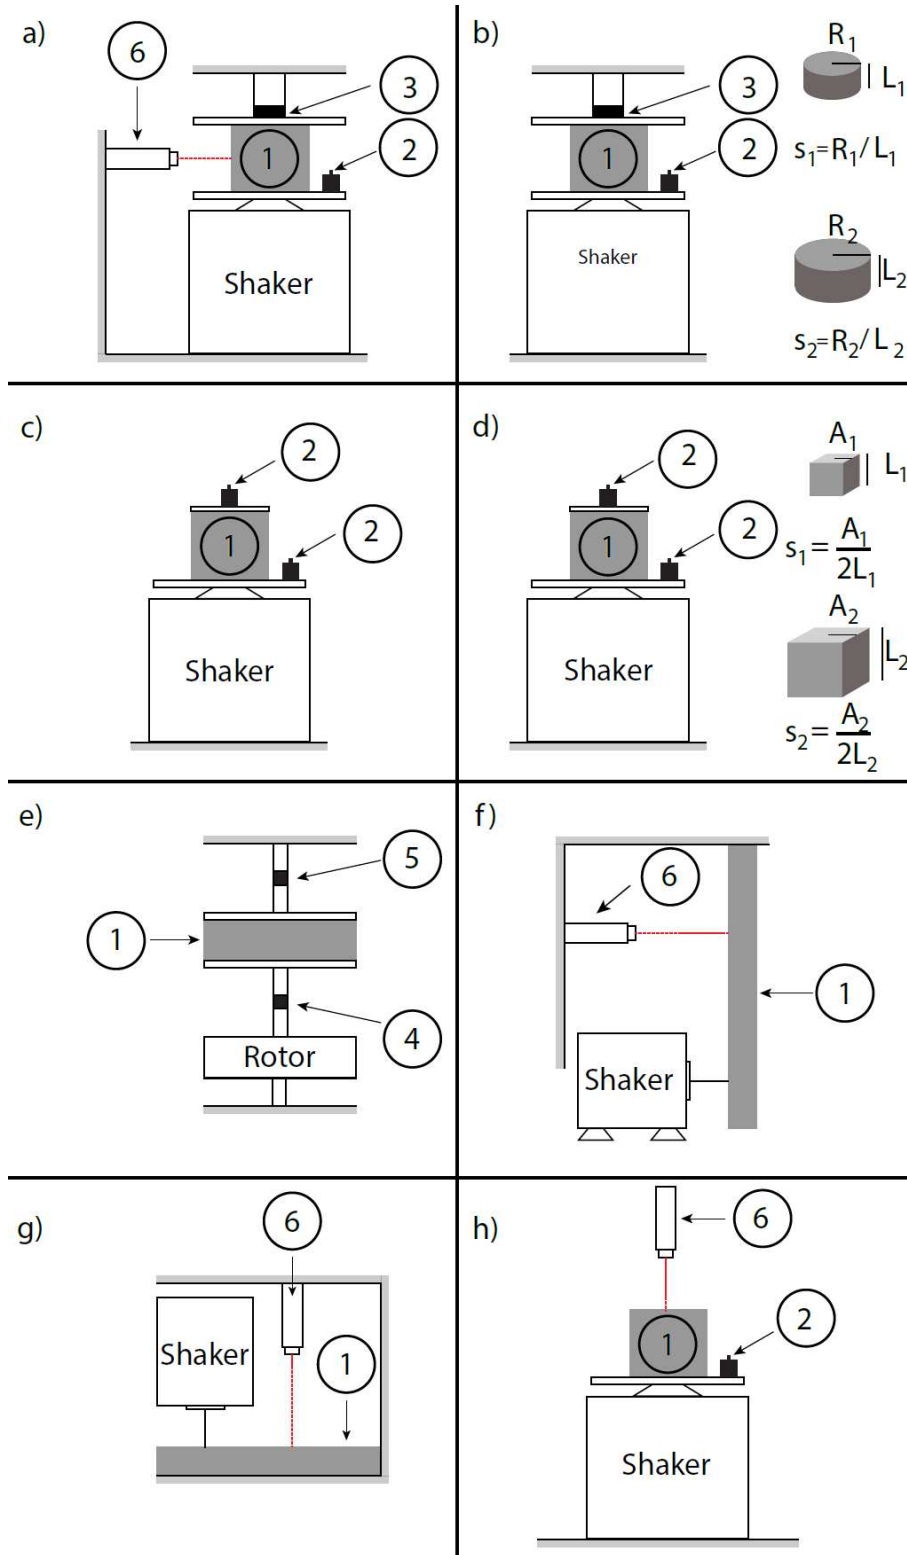 a)
6
3
2
1
Shaker
b)
3
2
1
Shaker
R1
L1
s1=R1/L1
R2
L2
s2=R2/L2
c)
2
2
1
Shaker
d)
2
2
1
Shaker
A1
L1
s1=A1/2L1
A2
L2
s2=A2/2L2
e)
5
1
4
Rotor
f)
6
1
Shaker
g)
6
Shaker
1
h)
6
2
1
Shaker